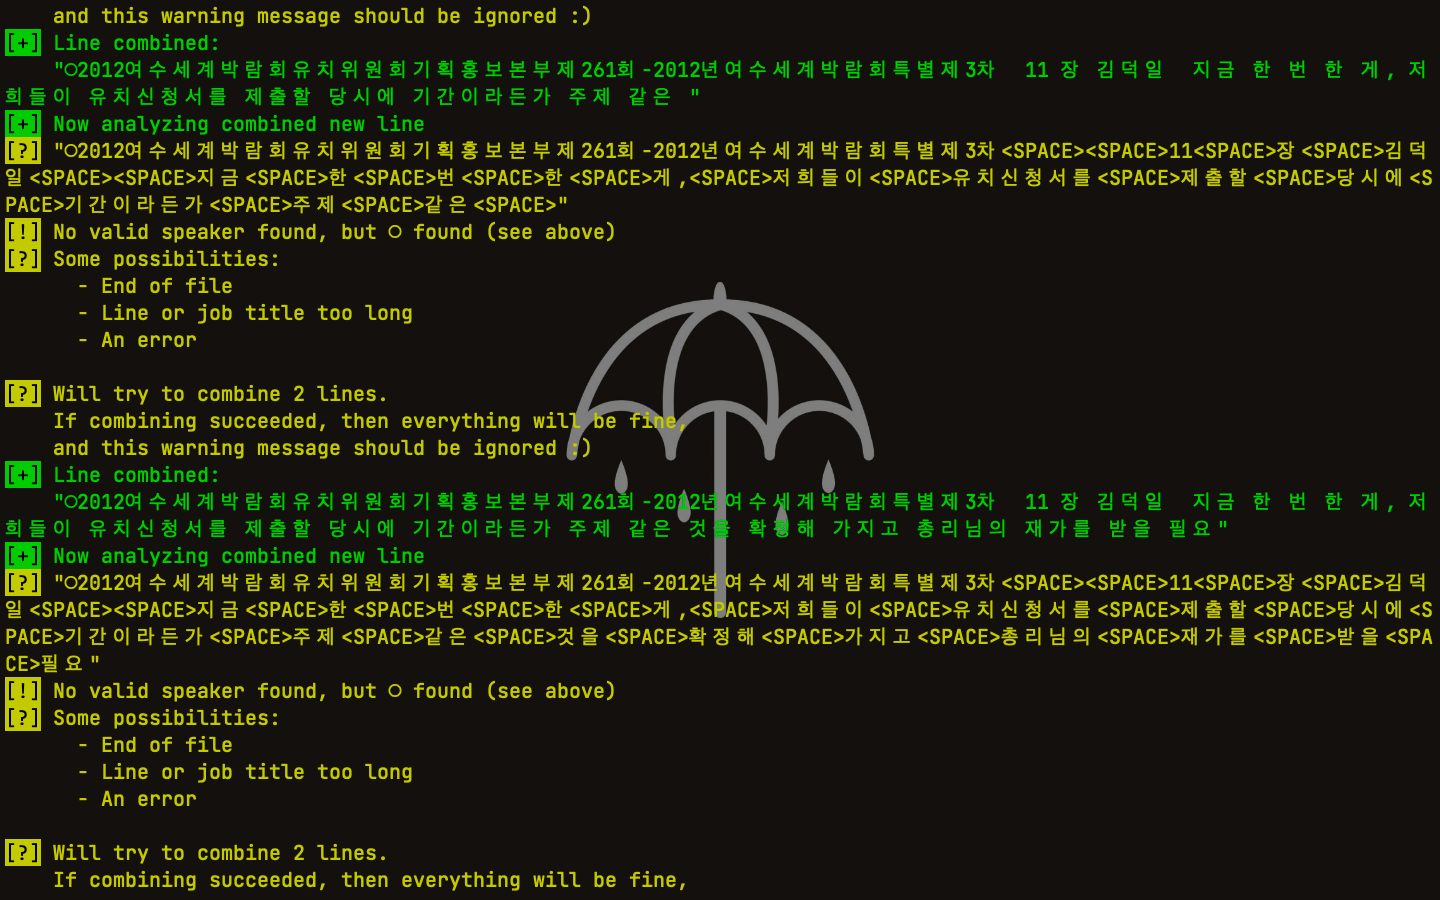 and this warning message should be ignored :)
[+] Line combined:
"○2012여수세계박람회유치위원회기획홍보본부제261회-2012년여수세계박람회특별제3차  11 장 김덕일  지금 한 번 한 게, 저
희들이 유치신청서를 제출할 당시에 기간이라든가 주제 같은 "
[+] Now analyzing combined new line
[?] "○2012여수세계박람회유치위원회기획홍보본부제261회-2012년여수세계박람회특별제3차<SPACE><SPACE>11<SPACE>장<SPACE>김덕
일<SPACE><SPACE>지금<SPACE>한<SPACE>번<SPACE>한<SPACE>게,<SPACE>저희들이<SPACE>유치신청서를<SPACE>제출할<SPACE>당시에<S
PACE>기간이라든가<SPACE>주제<SPACE>같은<SPACE>"
[!] No valid speaker found, but ○ found (see above)
[?] Some possibilities:
- End of file
- Line or job title too long
- An error
[?] Will try to combine 2 lines.
If combining succeeded, then everything will be fine,
and this warning message should be ignored :)
[+] Line combined:
"○2012여수세계박람회유치위원회기획홍보본부제261회-2012년여수세계박람회특별제3차  11 장 김덕일  지금 한 번 한 게, 저
희들이 유치신청서를 제출할 당시에 기간이라든가 주제 같은 것을 확정해 가지고 총리님의 재가를 받을 필요"
[+] Now analyzing combined new line
[?] "○2012여수세계박람회유치위원회기획홍보본부제261회-2012년여수세계박람회특별제3차<SPACE><SPACE>11<SPACE>장<SPACE>김덕
일<SPACE><SPACE>지금<SPACE>한<SPACE>번<SPACE>한<SPACE>게,<SPACE>저희들이<SPACE>유치신청서를<SPACE>제출할<SPACE>당시에<S
PACE>기간이라든가<SPACE>주제<SPACE>같은<SPACE>것을<SPACE>확정해<SPACE>가지고<SPACE>총리님의<SPACE>재가를<SPACE>받을<SPA
CE>필요"
[!] No valid speaker found, but ○ found (see above)
[?] Some possibilities:
- End of file
- Line or job title too long
- An error
[?] Will try to combine 2 lines.
If combining succeeded, then everything will be fine,